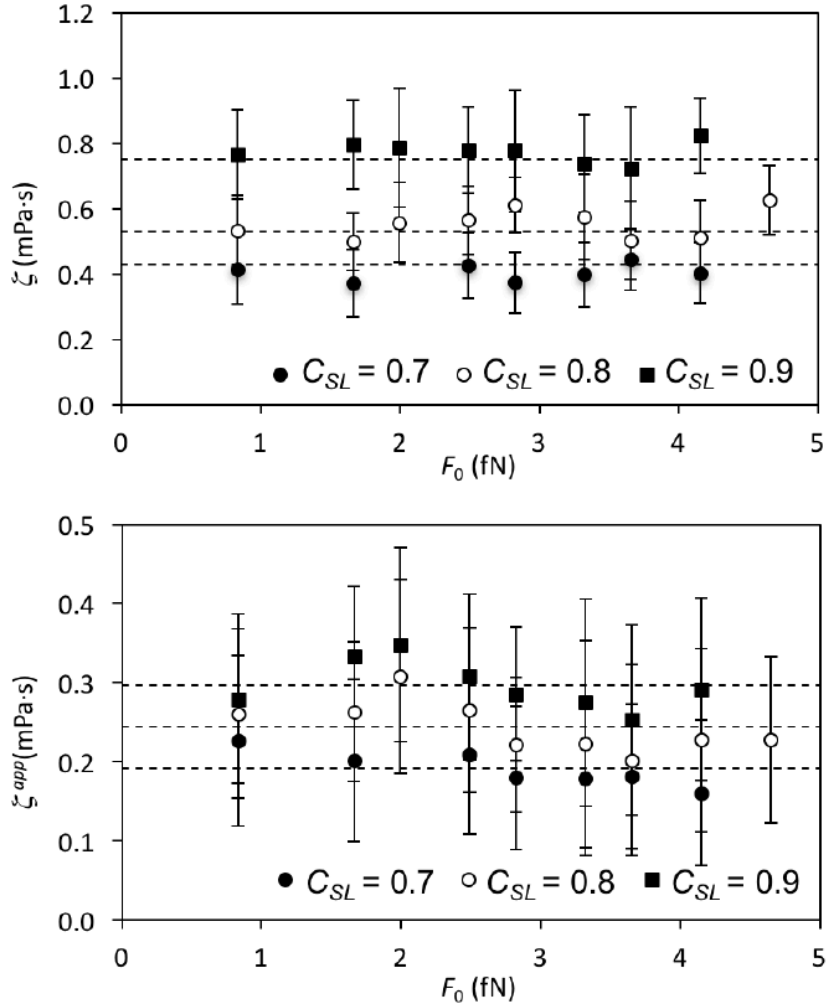 1.2
1.0
0.8
0.6
0.4
0.2
0.0
ζ (mPa·s)
● C_SL = 0.7 ○ C_SL = 0.8 ■ C_SL = 0.9
0 1 2 3 4 5
F_0 (fN)
0.5
0.4
0.3
0.2
0.1
0.0
ζ^app(mPa·s)
● C_SL = 0.7 ○ C_SL = 0.8 ■ C_SL = 0.9
0 1 2 3 4 5
F_0 (fN)